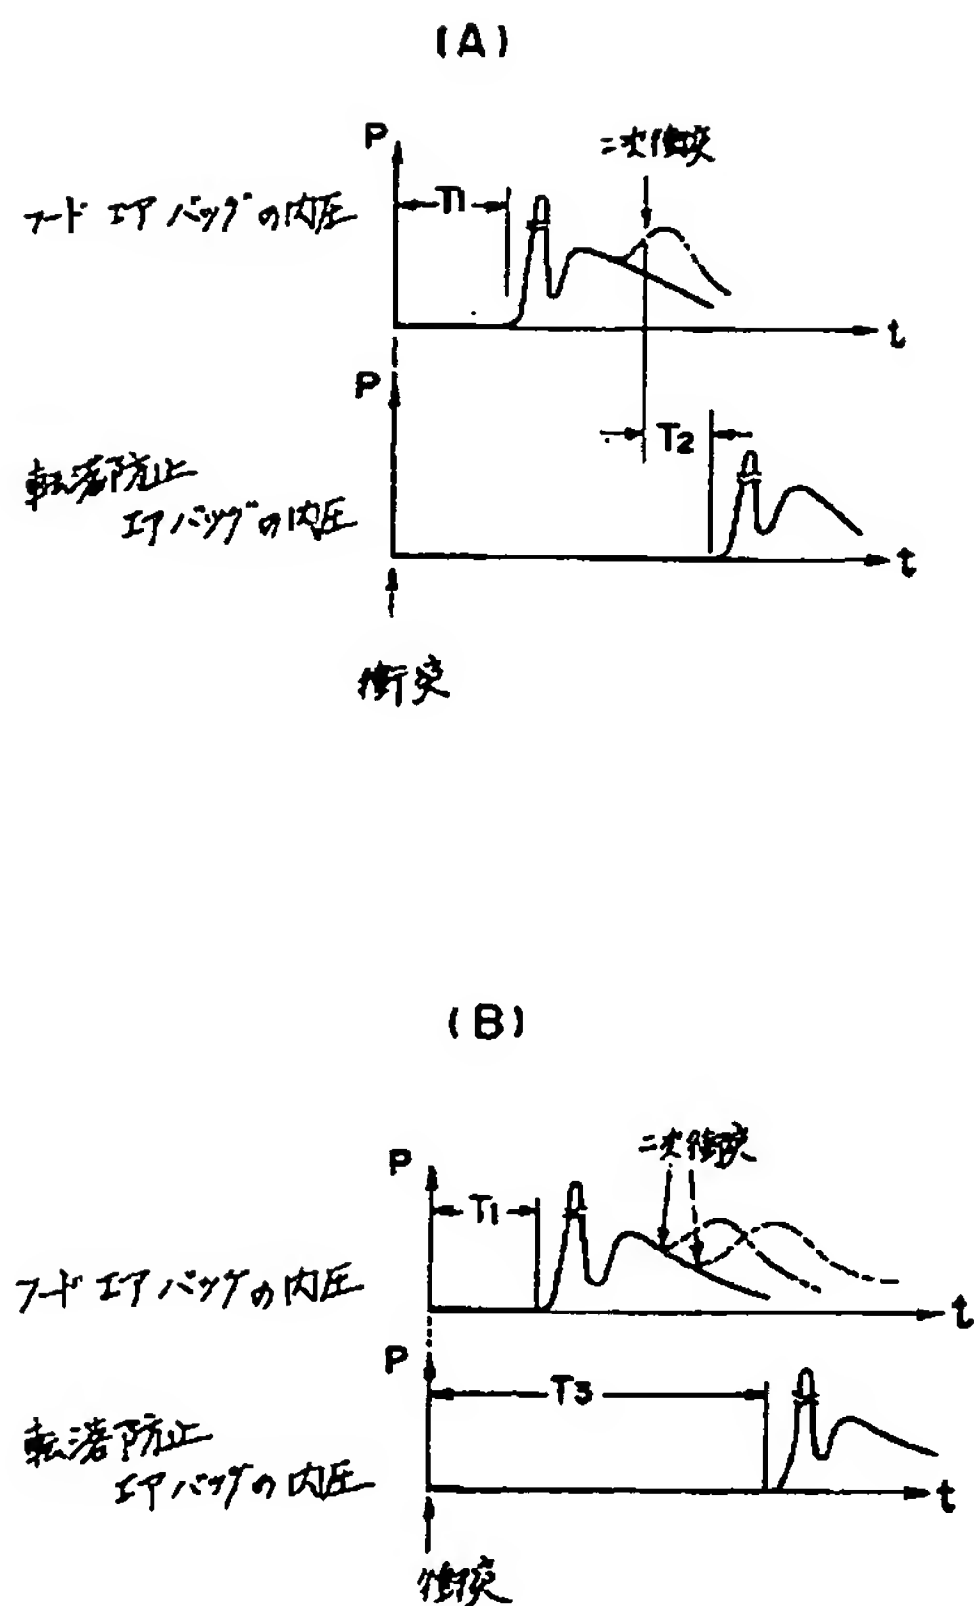 (A)
P
二次衝突
T1
フード エアバッグの内圧
t
P
T2
転落防止
エアバッグの内圧
t
衝突
(B)
二次衝突
P
T1
フード エアバッグの内圧
t
P
T3
転落防止
エアバッグの内圧
t
衝突